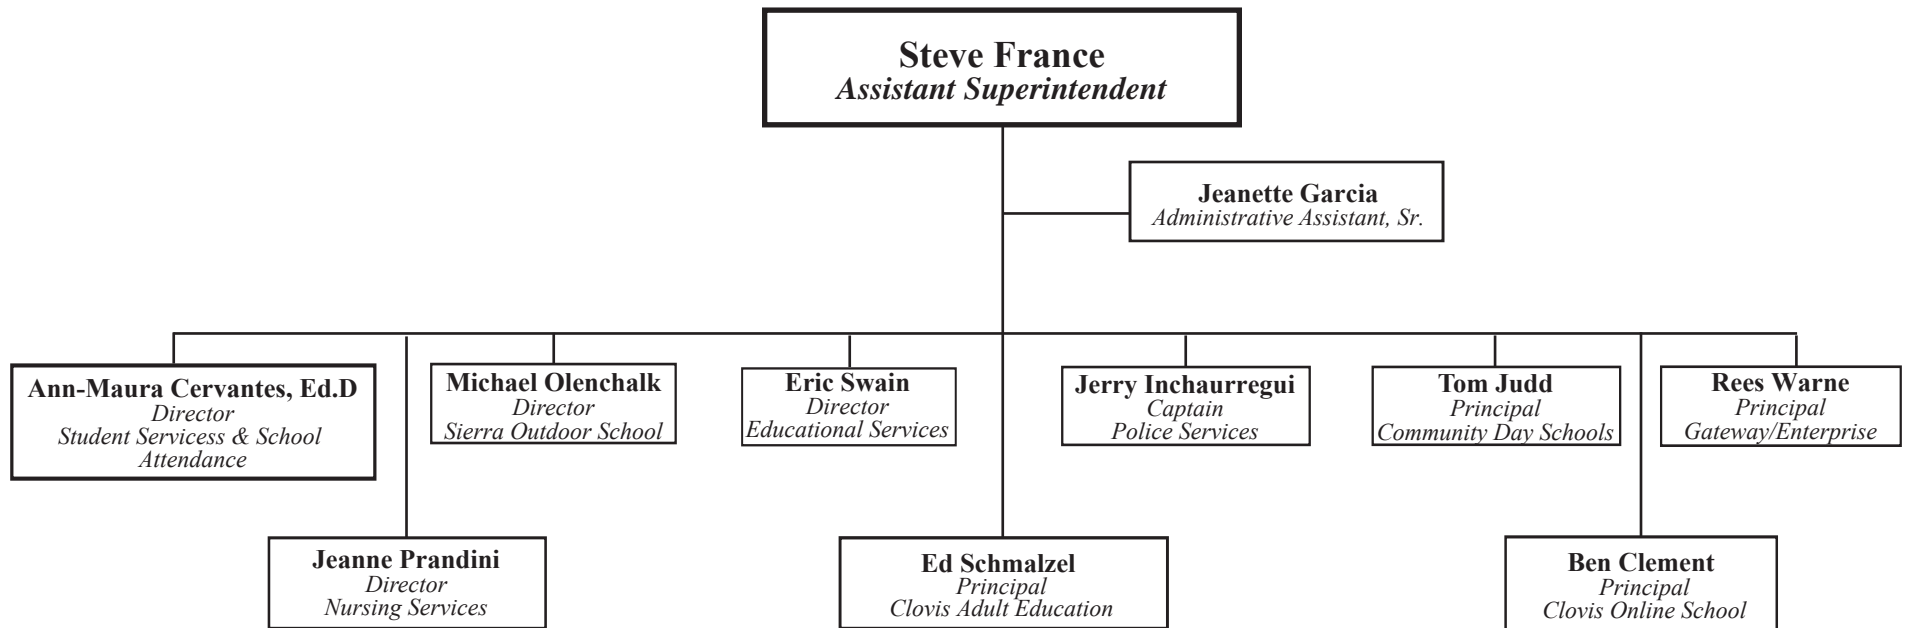 Steve France
Assistant Superintendent
Jeanette Garcia
Administrative Assistant, Sr.
Ann-Maura Cervantes, Ed.D
Director
Student Servicess & School
Attendance
Michael Olenchalk
Director
Sierra Outdoor School
Eric Swain
Director
Educational Services
Jerry Inchaurregui
Captain
Police Services
Tom Judd
Principal
Community Day Schools
Rees Warne
Principal
Gateway/Enterprise
Jeanne Prandini
Director
Nursing Services
Ed Schmalzel
Principal
Clovis Adult Education
Ben Clement
Principal
Clovis Online School